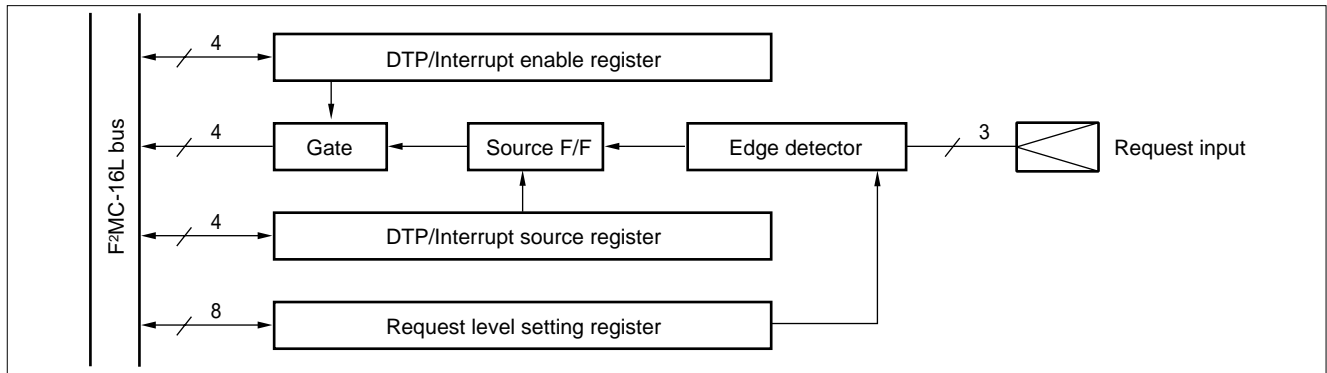 4
DTP/Interrupt enable register
F²MC-16L bus
4
Gate
Source F/F
Edge detector
3
Request input
4
DTP/Interrupt source register
8
Request level setting register